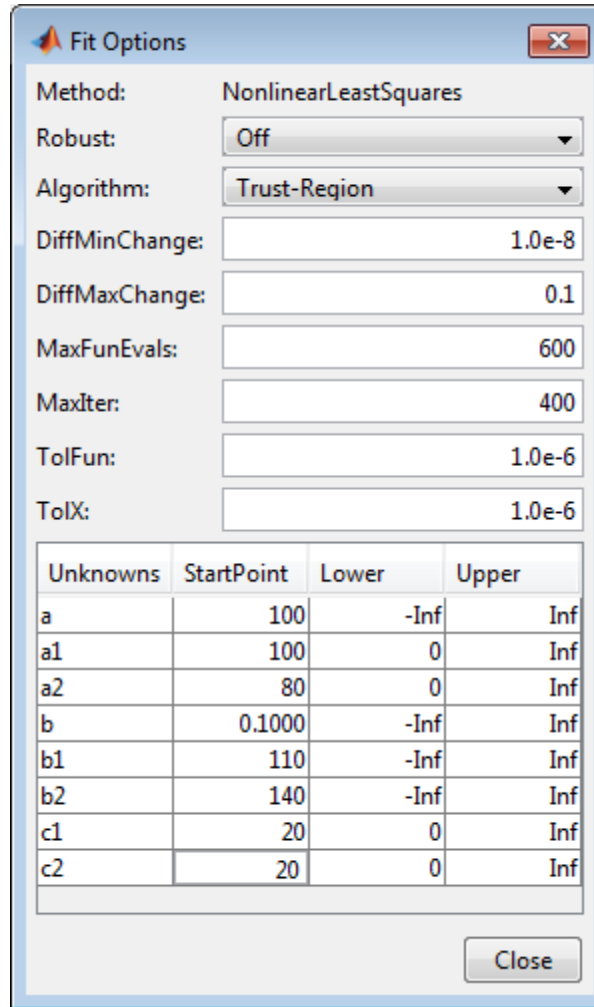 Fit Options
Method: NonlinearLeastSquares
Robust: Off
Algorithm: Trust-Region
DiffMinChange: 1.0e-8
DiffMaxChange: 0.1
MaxFunEvals: 600
MaxIter: 400
TolFun: 1.0e-6
TolX: 1.0e-6
Unknowns StartPoint Lower Upper
a 100 -Inf Inf
a1 100 0 Inf
a2 80 0 Inf
b 0.1000 -Inf Inf
b1 110 -Inf Inf
b2 140 -Inf Inf
c1 20 0 Inf
c2 20 0 Inf
Close